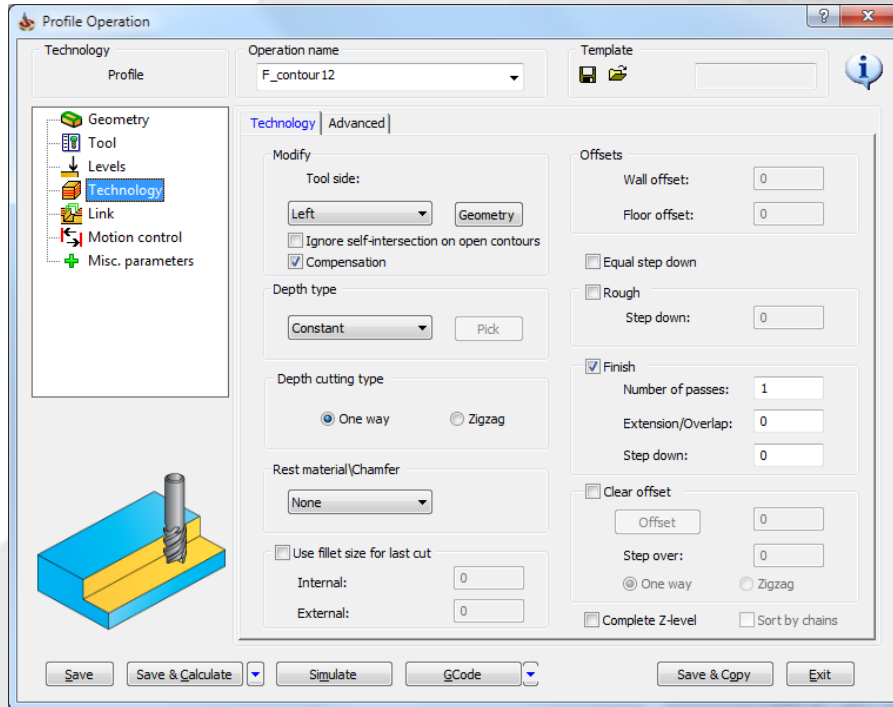 Profile Operation
Technology
Profile
Operation name
F_contour12
Template
Geometry
Tool
Levels
Technology
Link
Motion control
Misc. parameters
Technology
Advanced
Modify
Tool side:
Left
Geometry
Ignore self-intersection on open contours
Compensation
Depth type
Constant
Pick
Depth cutting type
One way
Zigzag
Rest material\Chamfer
None
Use fillet size for last cut
Internal:
0
External:
0
Offsets
Wall offset:
0
Floor offset:
0
Equal step down
Rough
Step down:
0
Finish
Number of passes:
1
Extension/Overlap:
0
Step down:
0
Clear offset
Offset
0
Step over:
0
One way
Zigzag
Complete Z-level
Sort by chains
Save
Save & Calculate
Simulate
GCode
Save & Copy
Exit